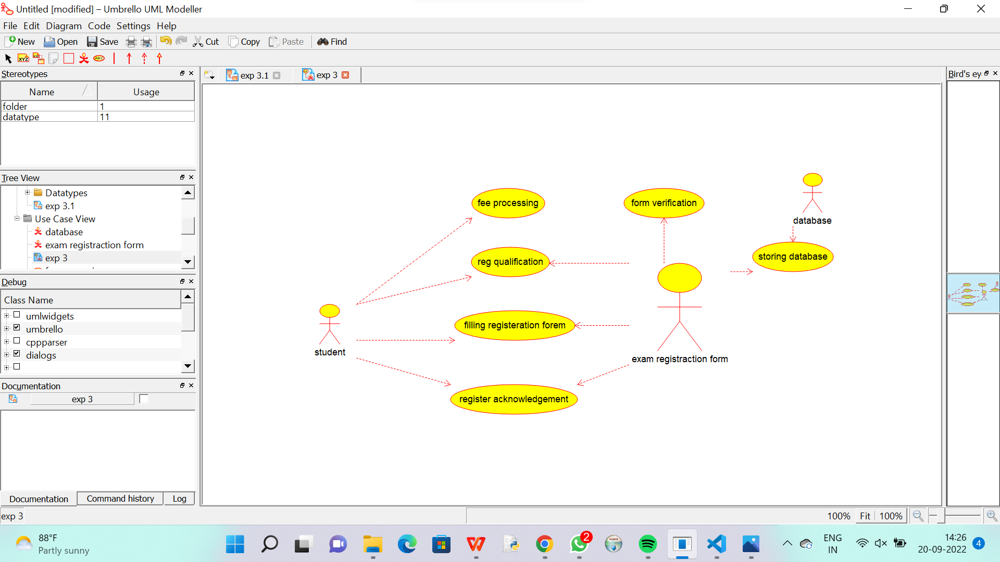 Untitled [modified] – Umbrello UML Modeller
File Edit Diagram Code Settings Help
New Open Save Cut Copy Paste Find
XYZ XYZ ABC
Stereotypes
Name Usage
folder 1
datatype 11
Tree View
Datatypes
exp 3.1
Use Case View
database
exam registraction form
exp 3
Debug
Class Name
umlwidgets
umbrello
cppparser
dialogs
Documentation
exp 3
Documentation Command history Log
exp 3
exp 3.1 exp 3
fee processing
form verification
database
reg qualification
storing database
filling registeration forem
student
exam registraction form
register acknowledgement
Bird's ey
100% Fit 100%
88°F
Partly sunny
2
ENG
IN
14:26
20-09-2022
4